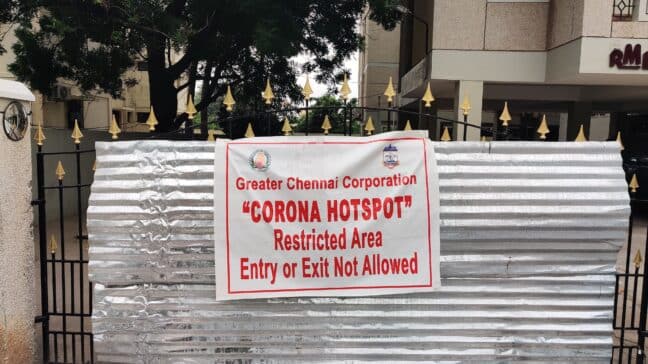 Greater Chennai Corporation
"CORONA HOTSPOT"
Restricted Area
Entry or Exit Not Allowed